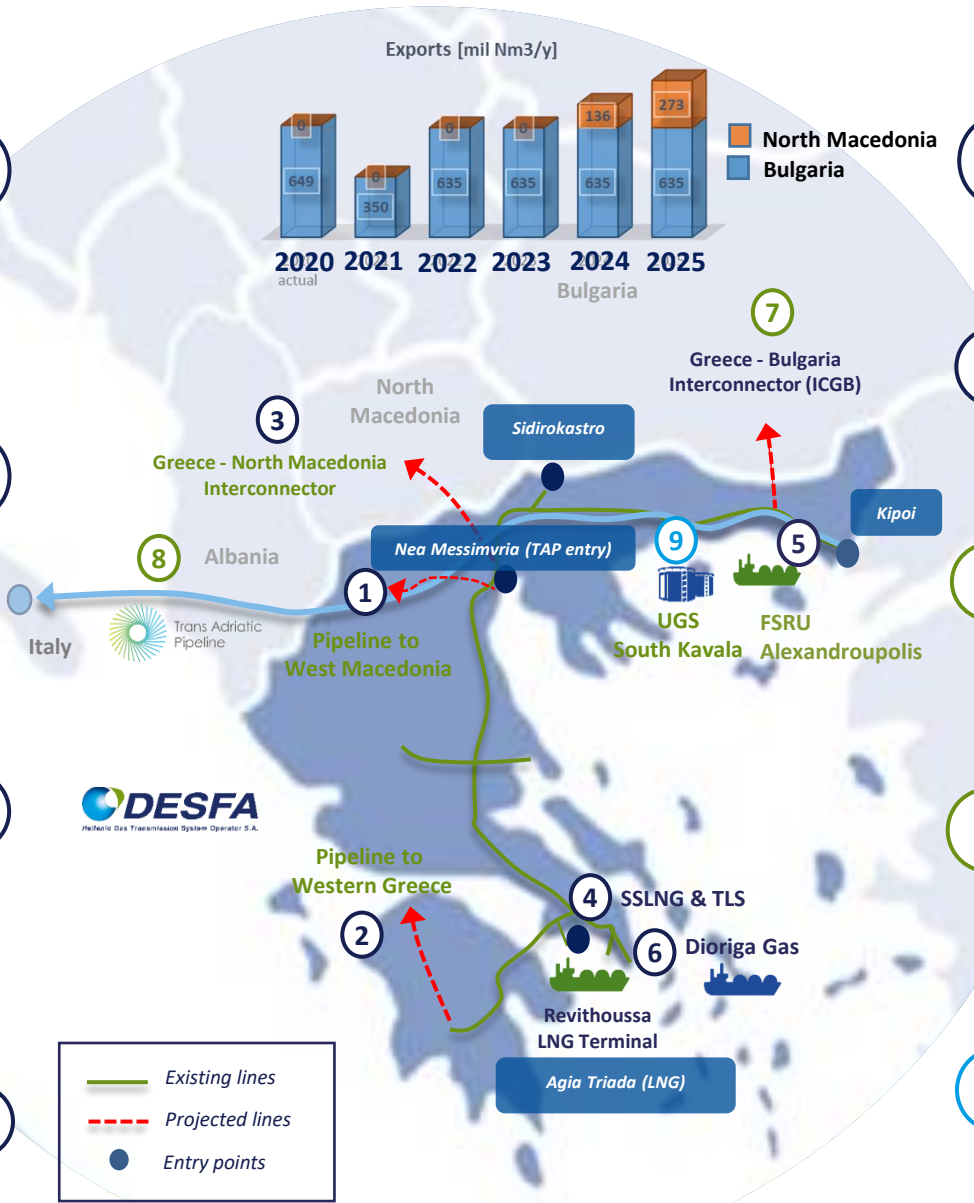 Exports [mil Nm3/y]
0
649
0
350
0
635
0
635
136
635
273
635
North Macedonia
Bulgaria
2020 2021 2022 2023 2024 2025
actual
Bulgaria
7
Greece - Bulgaria
Interconnector (ICGB)
North
Macedonia
3
Greece - North Macedonia
Interconnector
Sidirokastro
Kipoi
8
Albania
Nea Messimvria (TAP entry)
9
5
1
Italy
Trans Adriatic
Pipeline
Pipeline to
West Macedonia
UGS
South Kavala
FSRU
Alexandroupolis
DESFA
Hellenic Gas Transmission System Operator S.A.
Pipeline to
Western Greece
2
4
SSLNG & TLS
6
Dioriga Gas
Revithoussa
LNG Terminal
Agia Triada (LNG)
Existing lines
Projected lines
Entry points